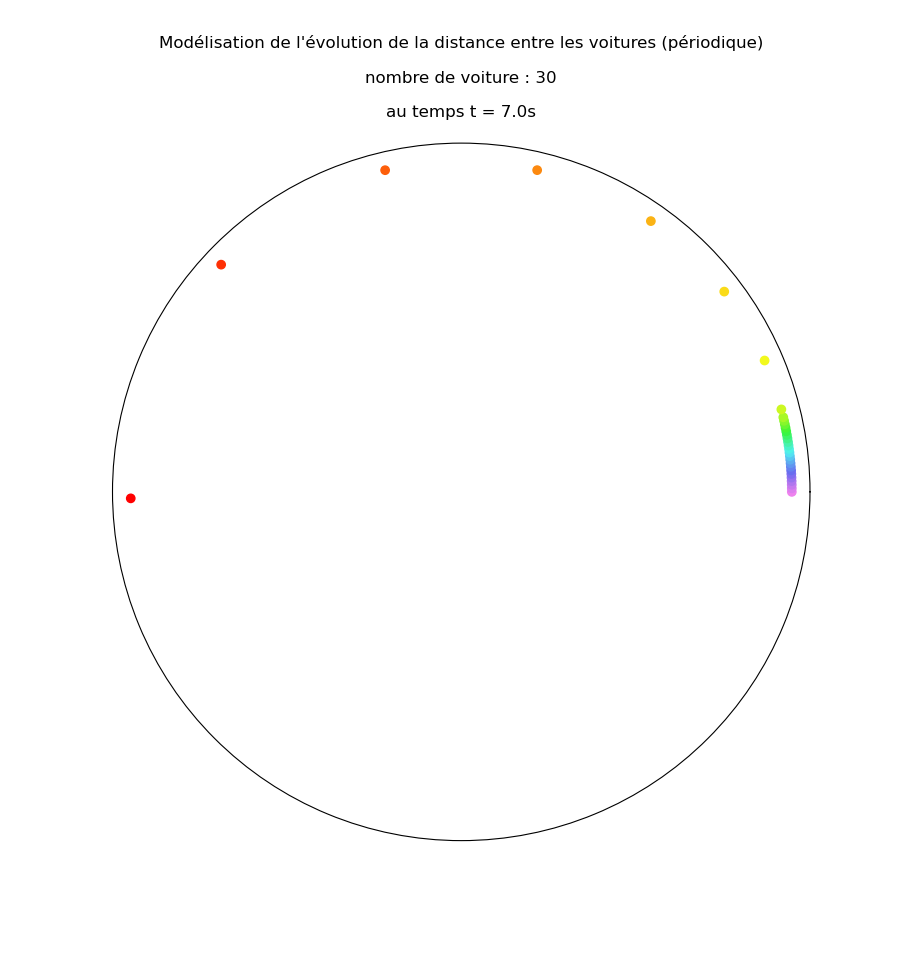 Modélisation de l'évolution de la distance entre les voitures (périodique)
nombre de voiture : 30
au temps t = 7.0s